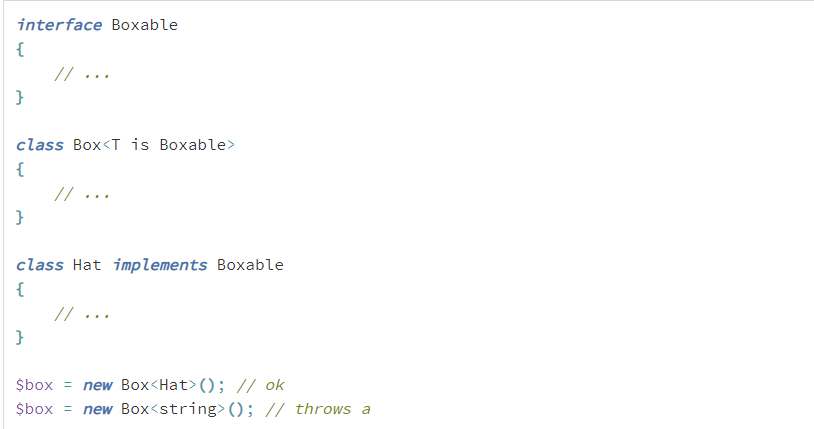 interface Boxable
{
    // ...
}
class Box<T is Boxable>
{
    // ...
}
class Hat implements Boxable
{
    // ...
}
$box = new Box<Hat>(); // ok
$box = new Box<string>(); // throws a